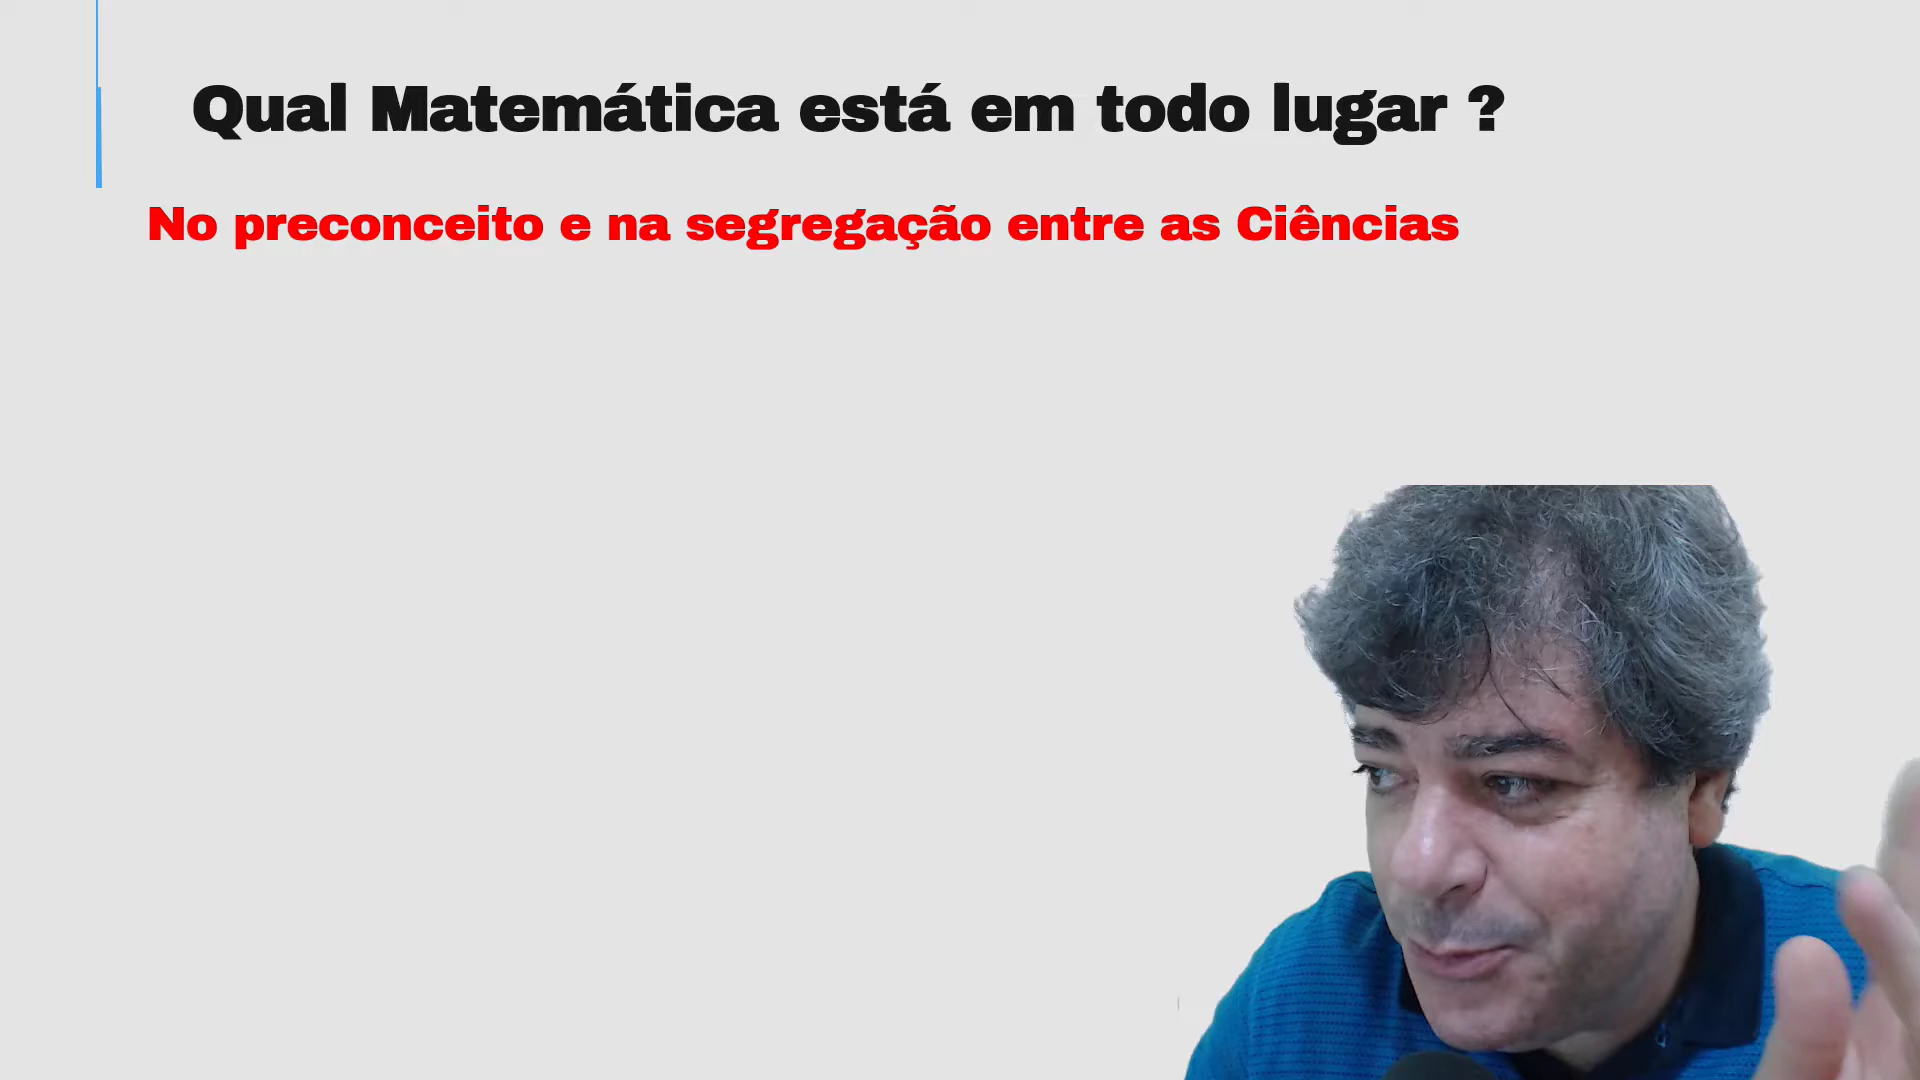 Qual Matemática está em todo lugar ?
No preconceito e na segregação entre as Ciências